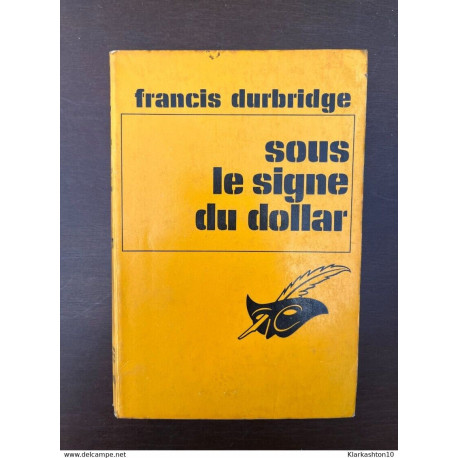 francis durbridge
sous
le signe
du dollar
www.delcampe.net
Klarkashton10